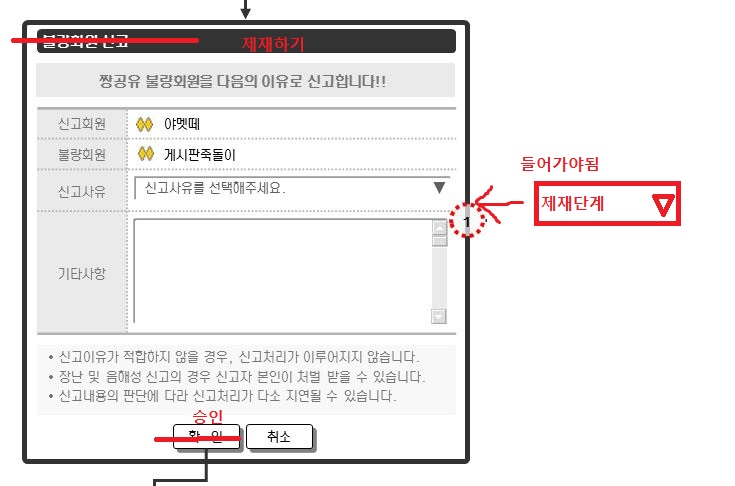 불량회원 신고 제재하기
짱공유 불량회원을 다음의 이유로 신고합니다!!
신고회원 야멧떼
불량회원 게시판죽돌이
들어가야됨
신고사유 신고사유를 선택해주세요.
제재단계
1
기타사항
• 신고이유가 적합하지 않을 경우, 신고처리가 이루어지지 않습니다.
• 장난 및 음해성 신고의 경우 신고자 본인이 처벌 받을 수 있습니다.
• 신고내용의 판단에 다라 신고처리가 다소 지연될 수 있습니다.
승인
확 인 취소